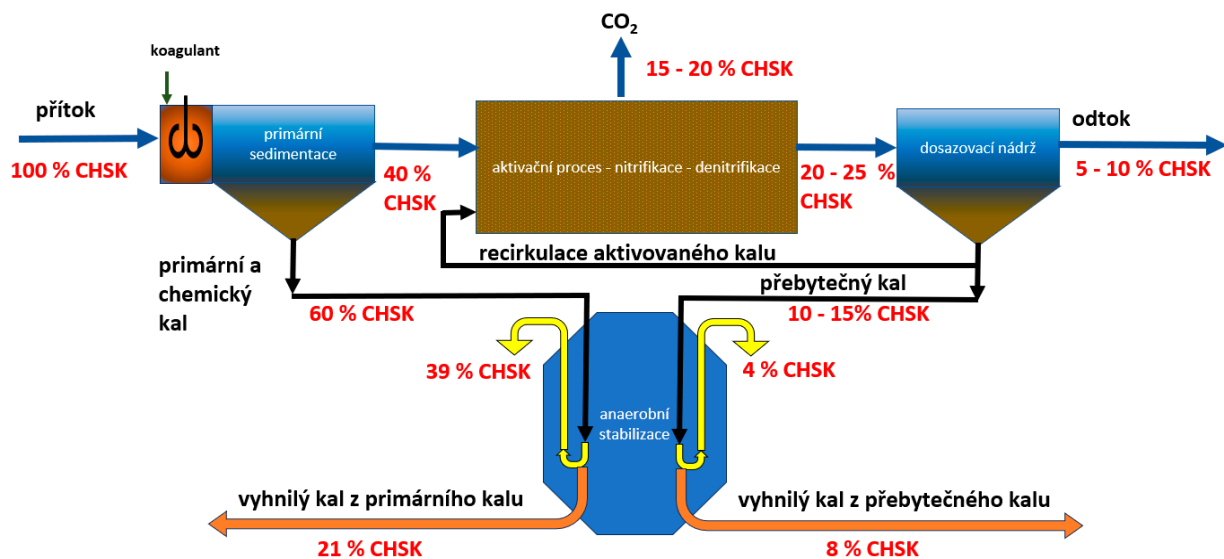 CO2
koagulant
15 - 20 % CHSK
přítok
primární
sedimentace
100 % CHSK
40 %
CHSK
aktivační proces - nitrifikace - denitrifikace
20 - 25 %
CHSK
dosazovací nádrž
odtok
5 - 10 % CHSK
recirkulace aktivovaného kalu
primární a
chemický
kal
60 % CHSK
přebytečný kal
10 - 15% CHSK
39 % CHSK
4 % CHSK
anaerobní
stabilizace
vyhnilý kal z primárního kalu
21 % CHSK
vyhnilý kal z přebytečného kalu
8 % CHSK